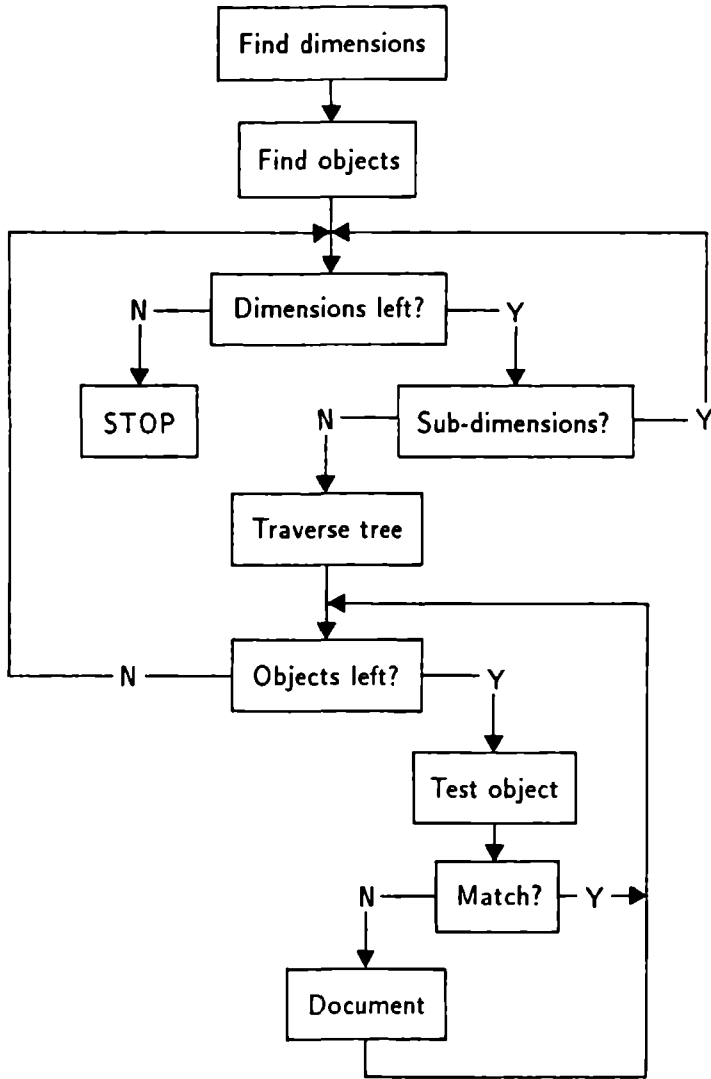 Find dimensions
Find objects
Dimensions left?
N
Y
STOP
Sub-dimensions?
N
Y
Traverse tree
Objects left?
N
Y
Test object
Match?
N
Y
Document